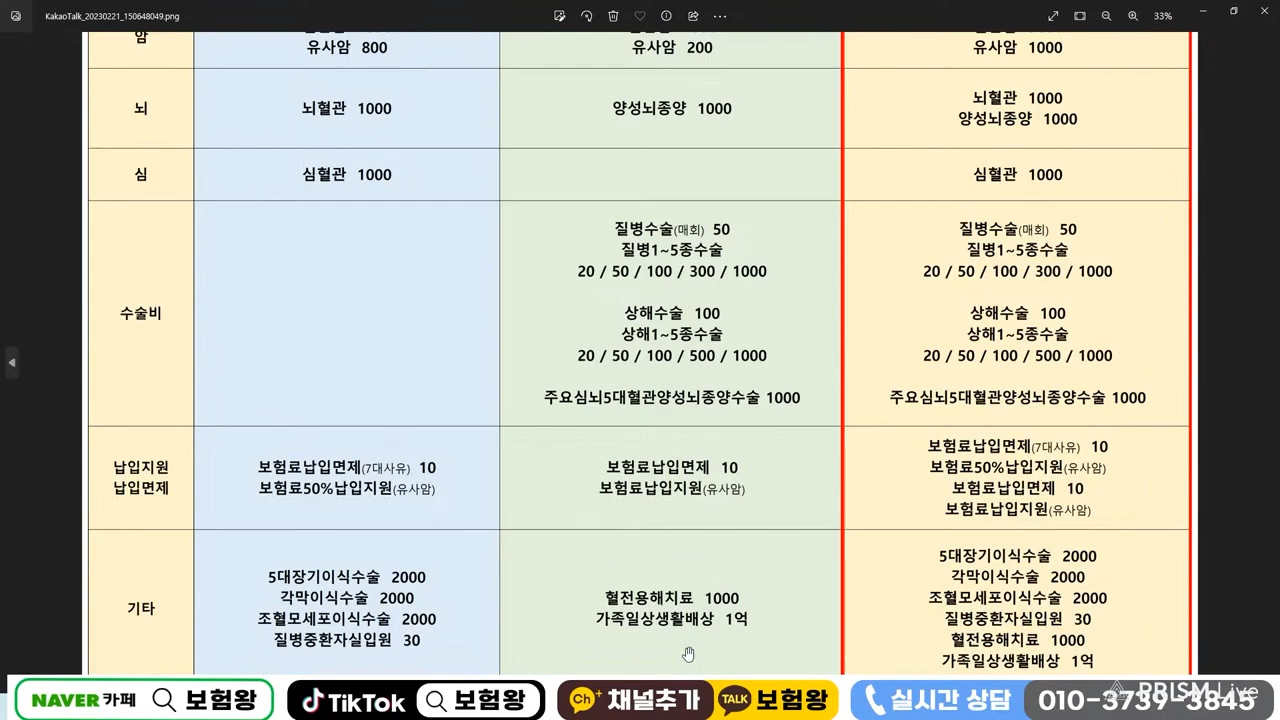 KakaoTalk_20230221_150648049.png
33%
암
유사암 800
유사암 200
유사암 1000
뇌
뇌혈관 1000
양성뇌종양 1000
뇌혈관 1000
양성뇌종양 1000
심
심혈관 1000
심혈관 1000
수술비
질병수술(매회) 50
질병1~5종수술
20 / 50 / 100 / 300 / 1000
상해수술 100
상해1~5종수술
20 / 50 / 100 / 500 / 1000
주요심뇌5대혈관양성뇌종양수술 1000
질병수술(매회) 50
질병1~5종수술
20 / 50 / 100 / 300 / 1000
상해수술 100
상해1~5종수술
20 / 50 / 100 / 500 / 1000
주요심뇌5대혈관양성뇌종양수술 1000
납입지원
납입면제
보험료납입면제(7대사유) 10
보험료50%납입지원(유사암)
보험료납입면제 10
보험료납입지원(유사암)
보험료납입면제(7대사유) 10
보험료50%납입지원(유사암)
보험료납입면제 10
보험료납입지원(유사암)
기타
5대장기이식수술 2000
각막이식수술 2000
조혈모세포이식수술 2000
질병중환자실입원 30
혈전용해치료 1000
가족일상생활배상 1억
5대장기이식수술 2000
각막이식수술 2000
조혈모세포이식수술 2000
질병중환자실입원 30
혈전용해치료 1000
가족일상생활배상 1억
NAVER 카페 보험왕
TikTok 보험왕
Ch+ 채널추가 TALK 보험왕
실시간 상담 010-3739-3845
PRISM Live